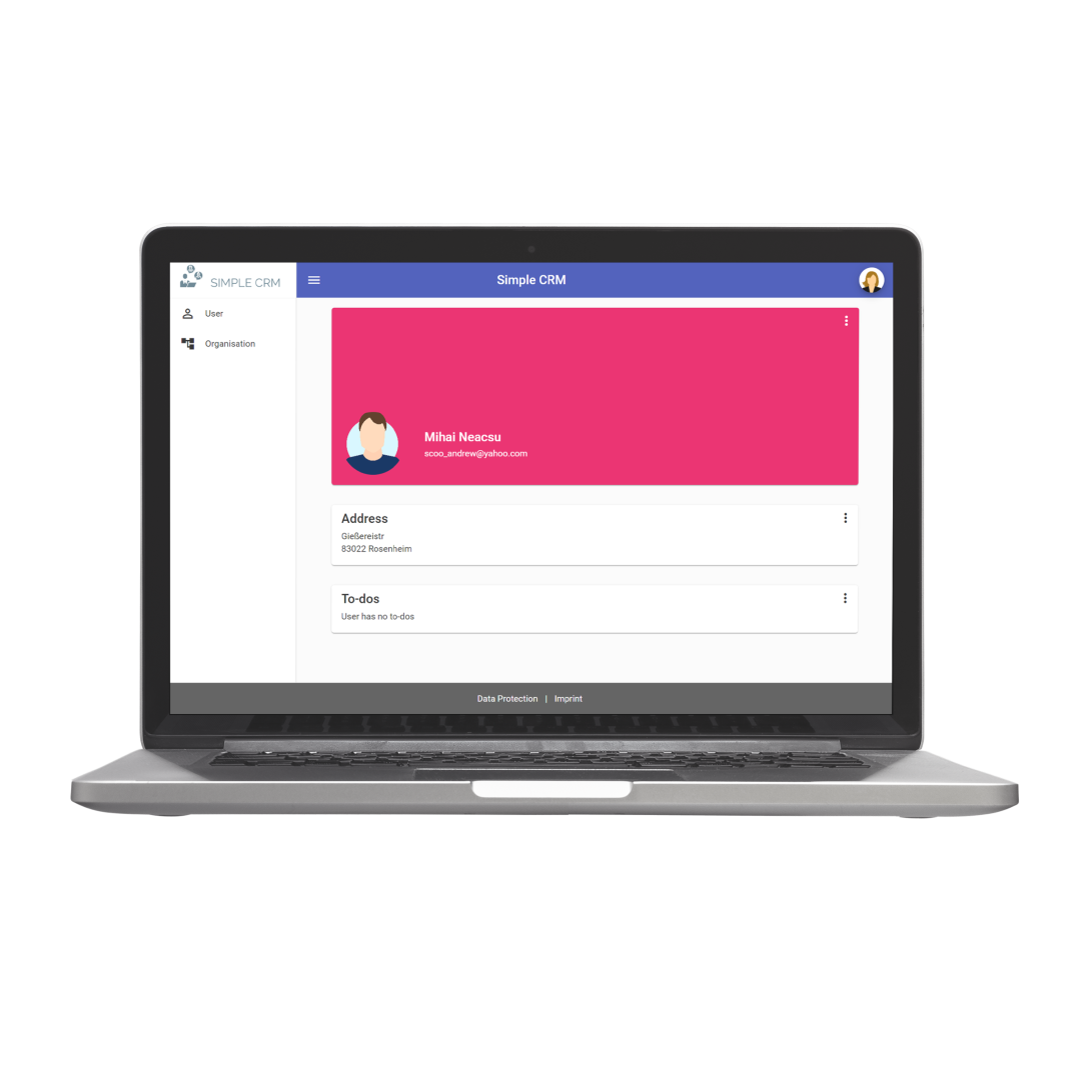 SIMPLE CRM
Simple CRM
User
Organisation
Mihai Neacsu
scoo_andrew@yahoo.com
Address
Gießereistr
83022 Rosenheim
To-dos
User has no to-dos
Data Protection | Imprint